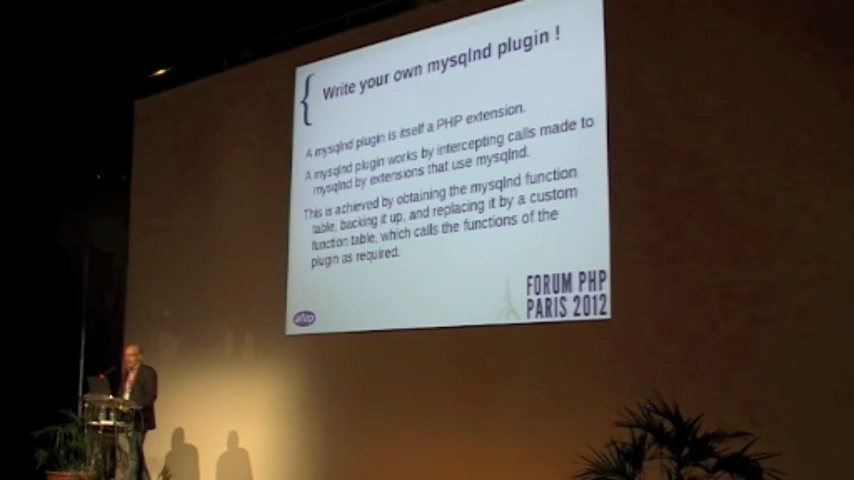 { Write your own mysqlnd plugin !
A mysqlnd plugin is itself a PHP extension.
A mysqlnd plugin works by intercepting calls made to
mysqlnd by extensions that use mysqlnd.
This is achieved by obtaining the mysqlnd function
table, backing it up, and replacing it by a custom
function table, which calls the functions of the
plugin as required.
afup
FORUM PHP
PARIS 2012